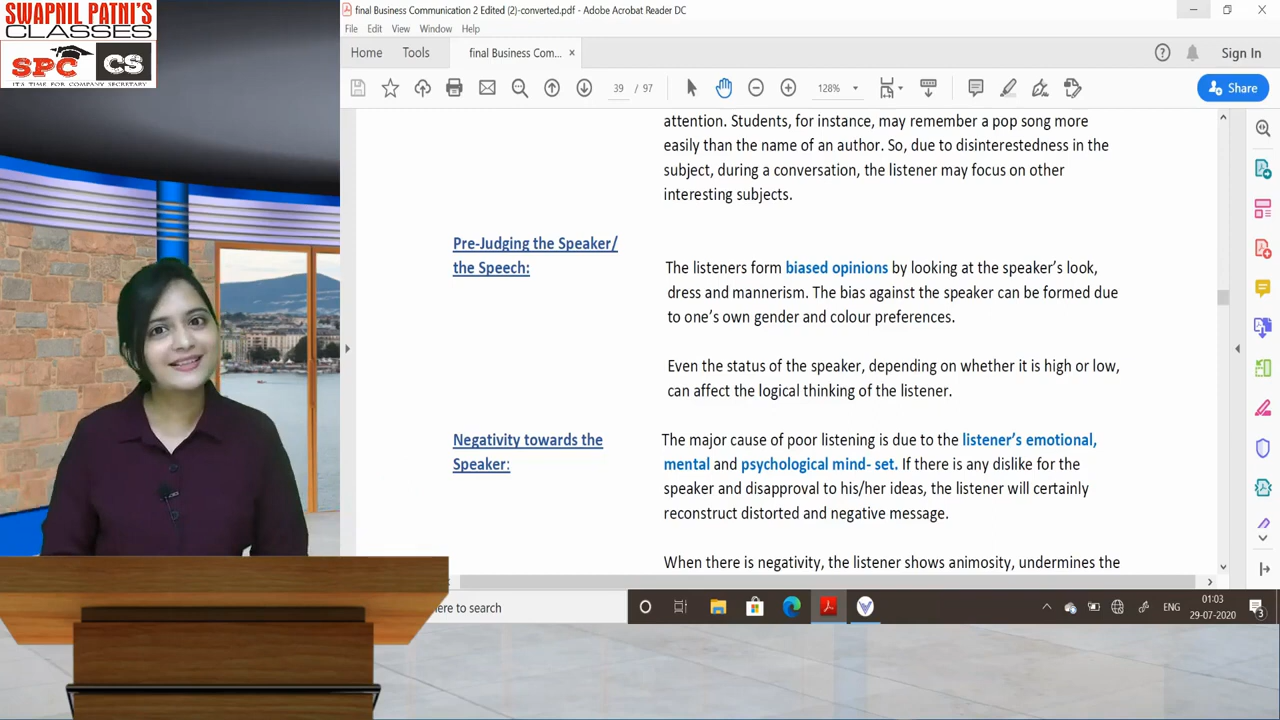 SWAPNIL PATNI'S
CLASSES
SPC CS
IT'S TIME FOR COMPANY SECRETARY
final Business Communication 2 Edited (2)-converted.pdf - Adobe Acrobat Reader DC
File Edit View Window Help
Home Tools final Business Com... × Sign In
39 / 97 128% Share
attention. Students, for instance, may remember a pop song more
easily than the name of an author. So, due to disinterestedness in the
subject, during a conversation, the listener may focus on other
interesting subjects.
Pre-Judging the Speaker/
the Speech:
The listeners form biased opinions by looking at the speaker's look,
dress and mannerism. The bias against the speaker can be formed due
to one's own gender and colour preferences.
Even the status of the speaker, depending on whether it is high or low,
can affect the logical thinking of the listener.
Negativity towards the
Speaker:
The major cause of poor listening is due to the listener's emotional,
mental and psychological mind- set. If there is any dislike for the
speaker and disapproval to his/her ideas, the listener will certainly
reconstruct distorted and negative message.
When there is negativity, the listener shows animosity, undermines the
ere to search
ENG
01:03
29-07-2020
3